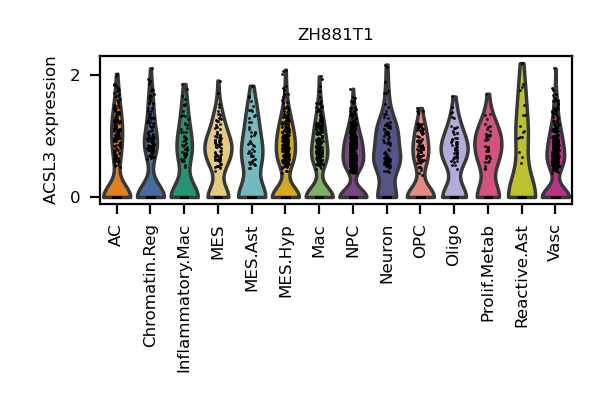 ZH881T1
ACSL3 expression
2
0
AC
Chromatin.Reg
Inflammatory.Mac
MES
MES.Ast
MES.Hyp
Mac
NPC
Neuron
OPC
Oligo
Prolif.Metab
Reactive.Ast
Vasc